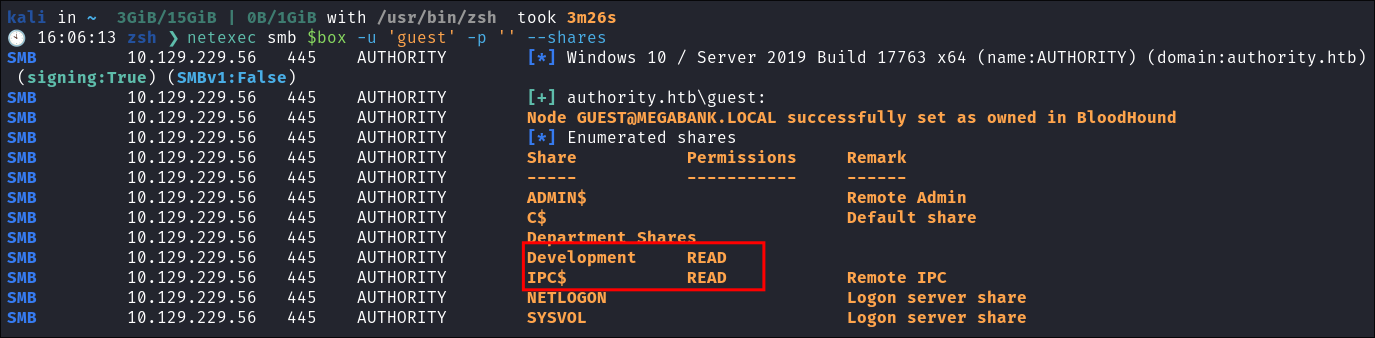 kali in ~ 3GiB/15GiB | 0B/1GiB with /usr/bin/zsh took 3m26s
🕙 16:06:13 zsh ❯ netexec smb $box -u 'guest' -p '' --shares
SMB 10.129.229.56 445 AUTHORITY [*] Windows 10 / Server 2019 Build 17763 x64 (name:AUTHORITY) (domain:authority.htb)
(signing:True) (SMBv1:False)
SMB 10.129.229.56 445 AUTHORITY [+] authority.htb\guest:
SMB 10.129.229.56 445 AUTHORITY Node GUEST@MEGABANK.LOCAL successfully set as owned in BloodHound
SMB 10.129.229.56 445 AUTHORITY [*] Enumerated shares
SMB 10.129.229.56 445 AUTHORITY Share Permissions Remark
SMB 10.129.229.56 445 AUTHORITY ----- ----------- ------
SMB 10.129.229.56 445 AUTHORITY ADMIN$ Remote Admin
SMB 10.129.229.56 445 AUTHORITY C$ Default share
SMB 10.129.229.56 445 AUTHORITY Department Shares
SMB 10.129.229.56 445 AUTHORITY Development READ
SMB 10.129.229.56 445 AUTHORITY IPC$ READ Remote IPC
SMB 10.129.229.56 445 AUTHORITY NETLOGON Logon server share
SMB 10.129.229.56 445 AUTHORITY SYSVOL Logon server share